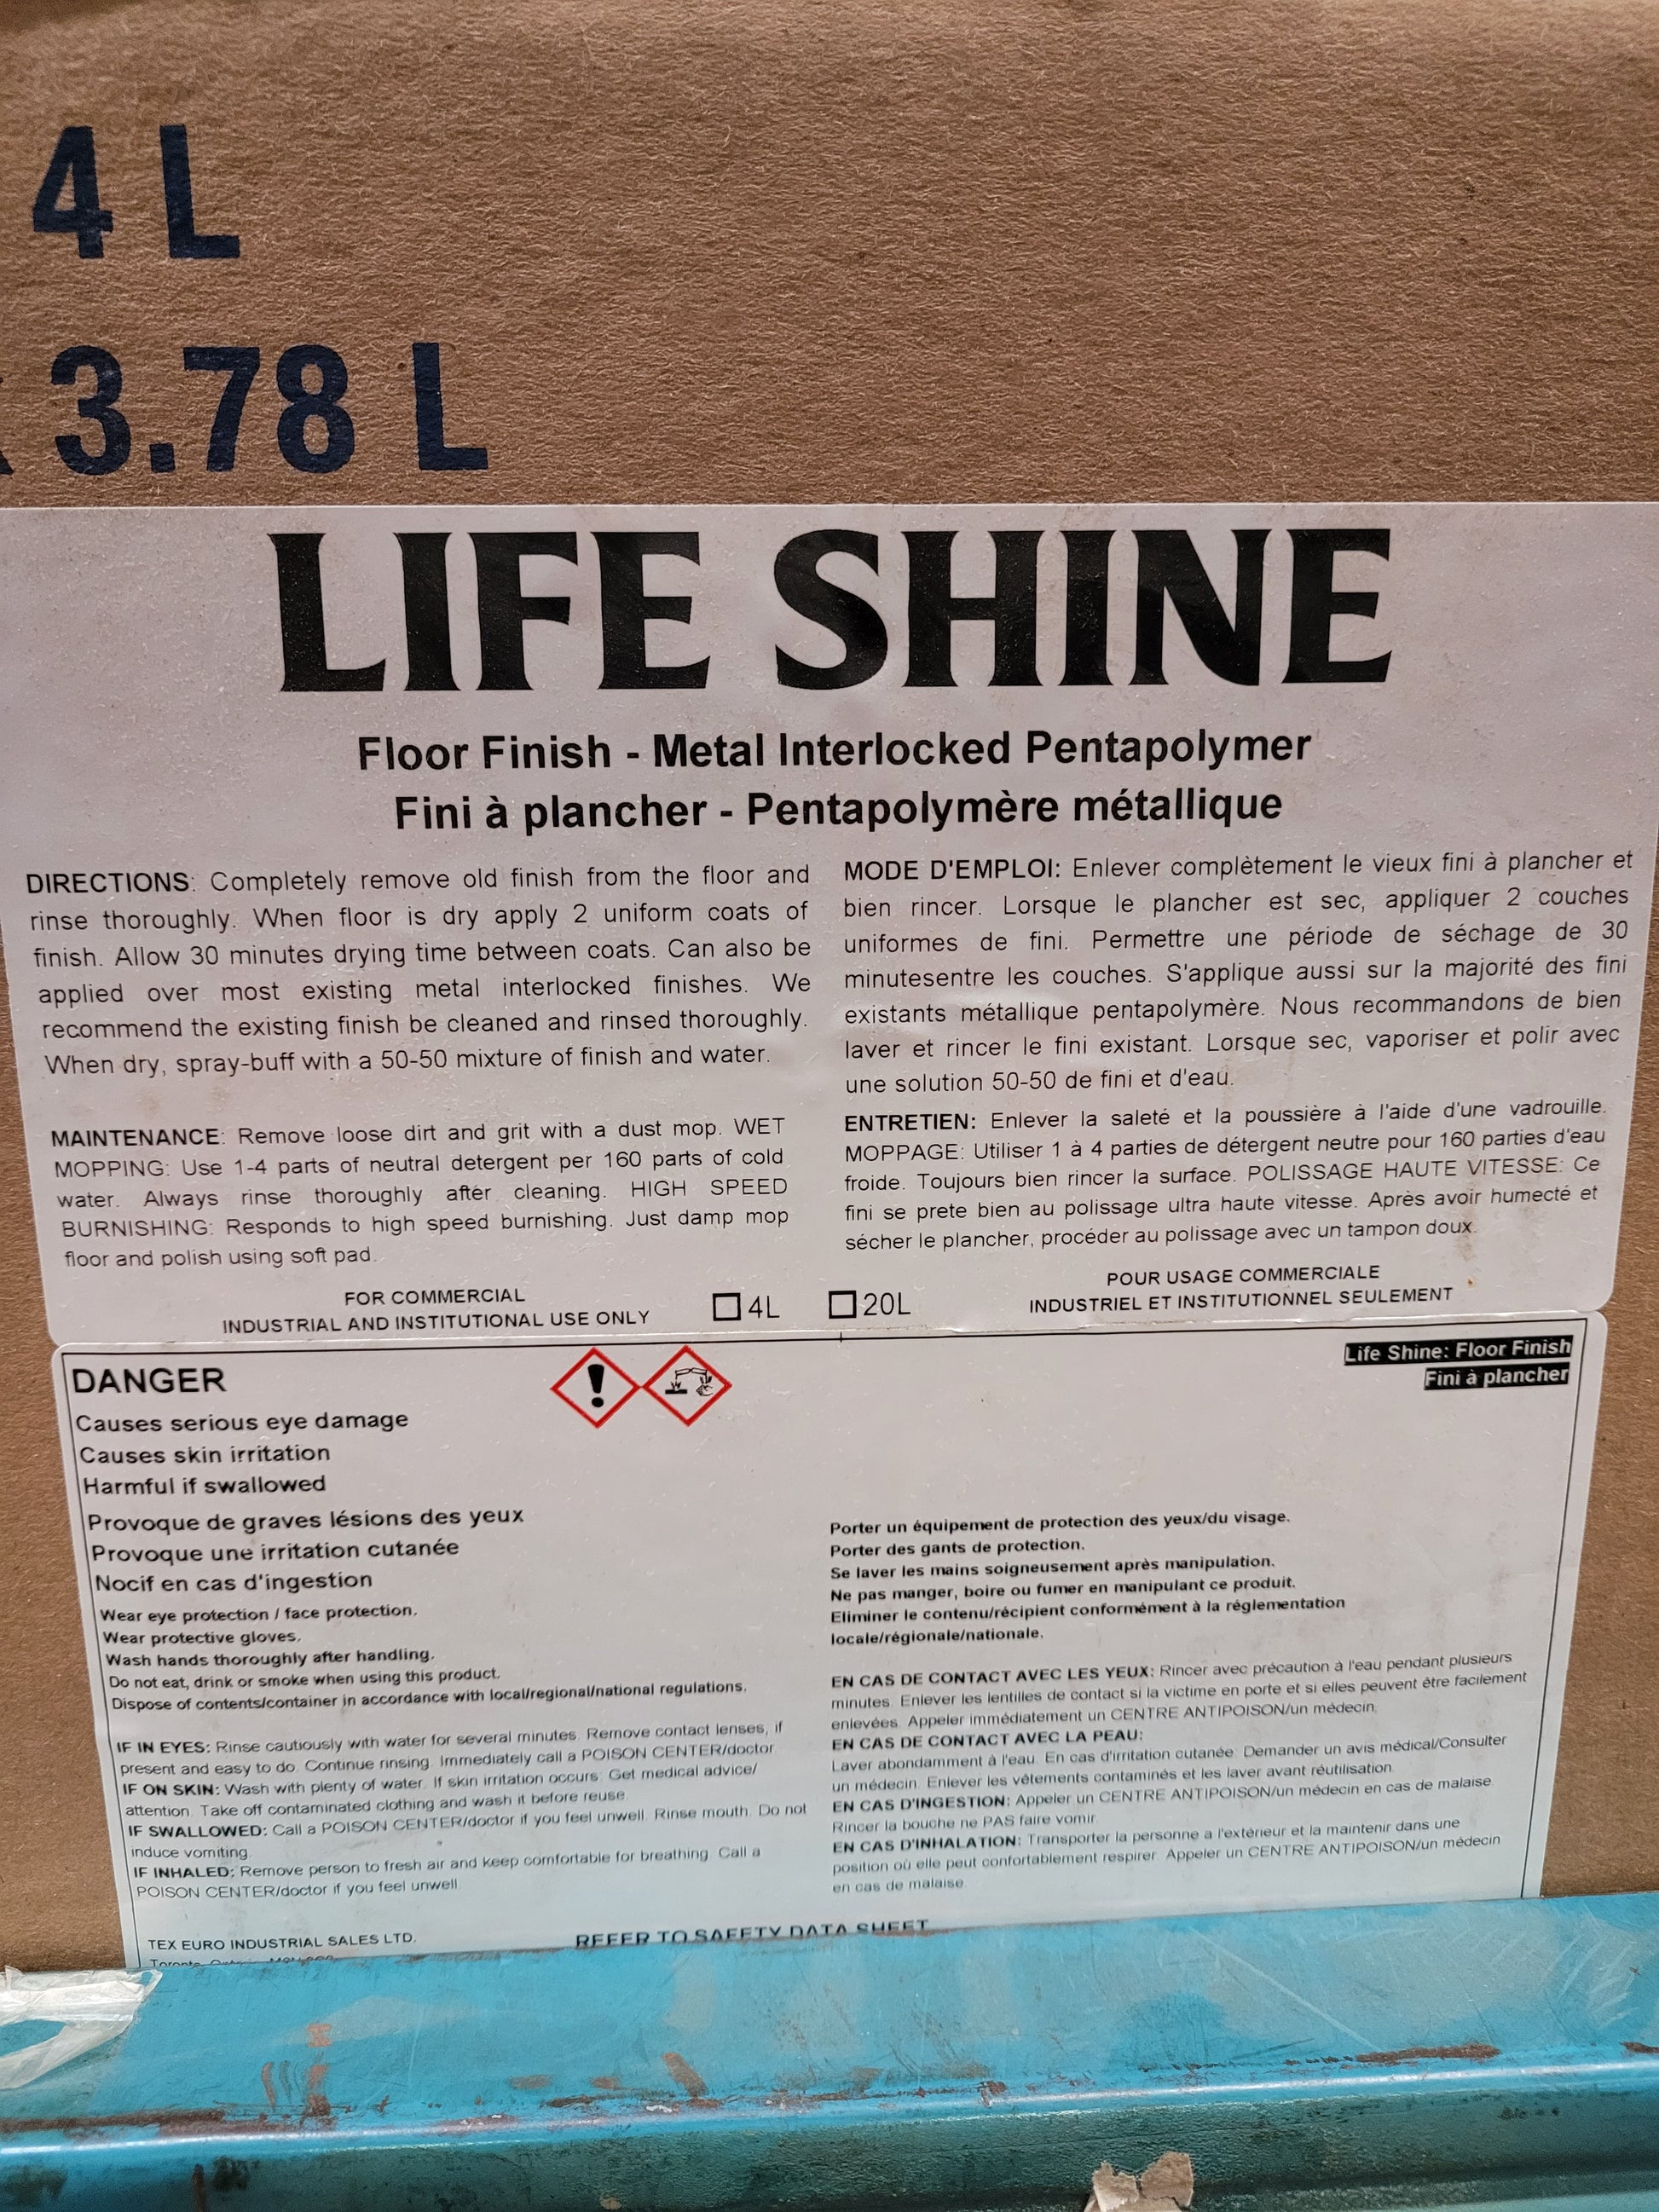 4 L
3.78 L
LIFE SHINE
Floor Finish - Metal Interlocked Pentapolymer
Fini à plancher - Pentapolymère métallique
DIRECTIONS: Completely remove old finish from the floor and
rinse thoroughly. When floor is dry apply 2 uniform coats of
finish. Allow 30 minutes drying time between coats. Can also be
applied over most existing metal interlocked finishes. We
recommend the existing finish be cleaned and rinsed thoroughly.
When dry, spray-buff with a 50-50 mixture of finish and water.
MAINTENANCE: Remove loose dirt and grit with a dust mop. WET
MOPPING: Use 1-4 parts of neutral detergent per 160 parts of cold
water. Always rinse thoroughly after cleaning. HIGH SPEED
BURNISHING: Responds to high speed burnishing. Just damp mop
floor and polish using soft pad.
FOR COMMERCIAL
INDUSTRIAL AND INSTITUTIONAL USE ONLY
MODE D'EMPLOI: Enlever complètement le vieux fini à plancher et
bien rincer. Lorsque le plancher est sec, appliquer 2 couches
uniformes de fini. Permettre une période de séchage de 30
minutesentre les couches. S'applique aussi sur la majorité des fini
existants métallique pentapolymère. Nous recommandons de bien
laver et rincer le fini existant. Lorsque sec, vaporiser et polir avec
une solution 50-50 de fini et d'eau.
ENTRETIEN: Enlever la saleté et la poussière à l'aide d'une vadrouille.
MOPPAGE: Utiliser 1 à 4 parties de détergent neutre pour 160 parties d'eau
froide. Toujours bien rincer la surface. POLISSAGE HAUTE VITESSE: Ce
fini se prete bien au polissage ultra haute vitesse. Après avoir humecté et
sécher le plancher, procéder au polissage avec un tampon doux.
4L 20L
POUR USAGE COMMERCIALE
INDUSTRIEL ET INSTITUTIONNEL SEULEMENT
DANGER
Life Shine: Floor Finish
Fini à plancher
Causes serious eye damage
Causes skin irritation
Harmful if swallowed
Provoque de graves lésions des yeux
Provoque une irritation cutanée
Nocif en cas d'ingestion
Wear eye protection / face protection.
Wear protective gloves.
Wash hands thoroughly after handling.
Do not eat, drink or smoke when using this product.
Dispose of contents/container in accordance with local/regional/national regulations.
IF IN EYES: Rinse cautiously with water for several minutes. Remove contact lenses, if
present and easy to do. Continue rinsing. Immediately call a POISON CENTER/doctor
IF ON SKIN: Wash with plenty of water. If skin irritation occurs: Get medical advice/
attention. Take off contaminated clothing and wash it before reuse.
IF SWALLOWED: Call a POISON CENTER/doctor if you feel unwell. Rinse mouth. Do not
induce vomiting.
IF INHALED: Remove person to fresh air and keep comfortable for breathing. Call a
POISON CENTER/doctor if you feel unwell.
Porter un équipement de protection des yeux/du visage.
Porter des gants de protection.
Se laver les mains soigneusement après manipulation.
Ne pas manger, boire ou fumer en manipulant ce produit.
Eliminer le contenu/récipient conformément à la réglementation
locale/régionale/nationale.
EN CAS DE CONTACT AVEC LES YEUX: Rincer avec précaution à l'eau pendant plusieurs
minutes. Enlever les lentilles de contact si la victime en porte et si elles peuvent être facilement
enlevées. Appeler immédiatement un CENTRE ANTIPOISON/un médecin.
EN CAS DE CONTACT AVEC LA PEAU:
Laver abondamment à l'eau. En cas d'irritation cutanée: Demander un avis médical/Consulter
un médecin. Enlever les vêtements contaminés et les laver avant réutilisation.
EN CAS D'INGESTION: Appeler un CENTRE ANTIPOISON/un médecin en cas de malaise.
Rincer la bouche ne PAS faire vomir.
EN CAS D'INHALATION: Transporter la personne a l'extérieur et la maintenir dans une
position où elle peut confortablement respirer. Appeler un CENTRE ANTIPOISON/un médecin
en cas de malaise
TEX EURO INDUSTRIAL SALES LTD.
REFER TO SAFETY DATA SHEET
Toronto,